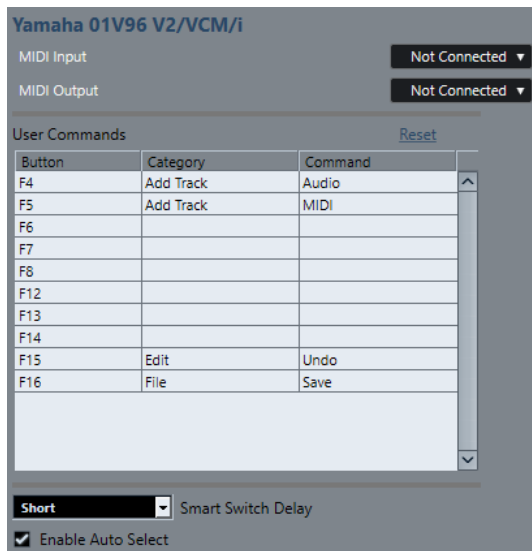 Yamaha 01V96 V2/VCM/i
MIDI Input Not Connected
MIDI Output Not Connected
User Commands Reset
Button Category Command
F4 Add Track Audio
F5 Add Track MIDI
F6
F7
F8
F12
F13
F14
F15 Edit Undo
F16 File Save
Short Smart Switch Delay
Enable Auto Select